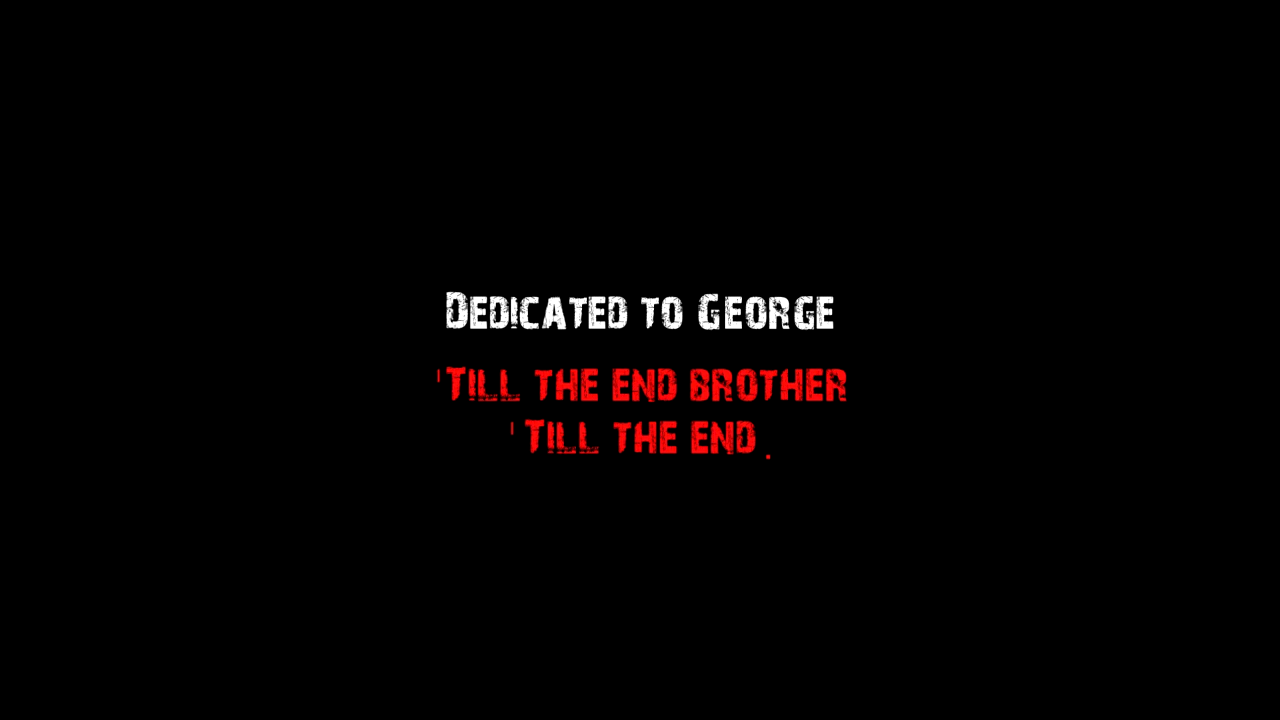 Dedicated to George
'Till the end brother
'Till the end.